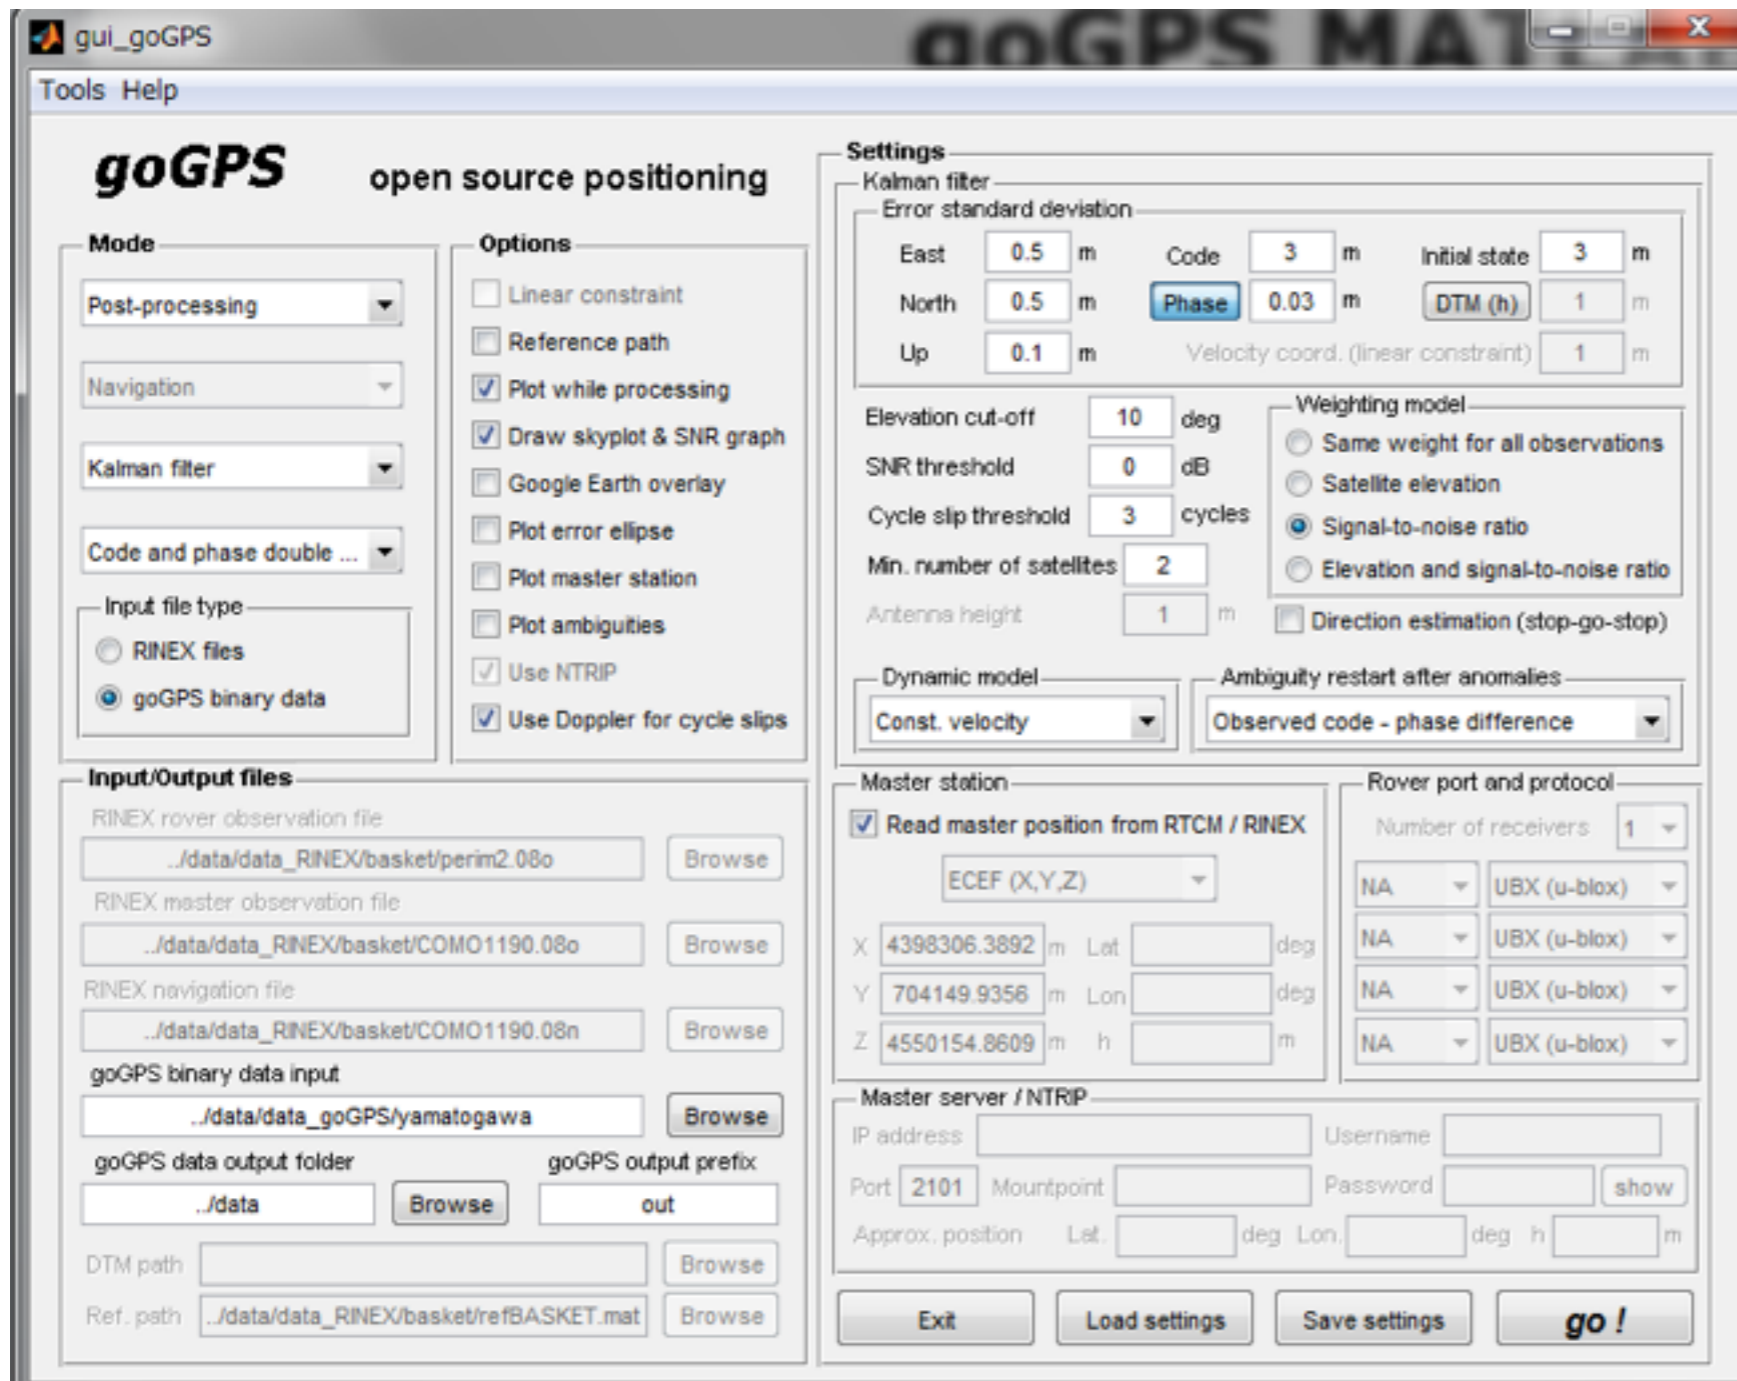 gui_goGPS
goGPS MATLAB
Tools Help
goGPS open source positioning
Mode
Post-processing
Navigation
Kalman filter
Code and phase double ...
Input file type
RINEX files
goGPS binary data
Options
Linear constraint
Reference path
Plot while processing
Draw skyplot & SNR graph
Google Earth overlay
Plot error ellipse
Plot master station
Plot ambiguities
Use NTRIP
Use Doppler for cycle slips
Input/Output files
RINEX rover observation file
../data/data_RINEX/basket/perim2.08o Browse
RINEX master observation file
../data/data_RINEX/basket/COMO1190.08o Browse
RINEX navigation file
../data/data_RINEX/basket/COMO1190.08n Browse
goGPS binary data input
../data/data_goGPS/yamatogawa Browse
goGPS data output folder goGPS output prefix
../data Browse out
DTM path Browse
Ref. path ../data/data_RINEX/basket/refBASKET.mat Browse
Settings
Kalman filter
Error standard deviation
East 0.5 m Code 3 m Initial state 3 m
North 0.5 m Phase 0.03 m DTM (h) 1 m
Up 0.1 m Velocity coord. (linear constraint) 1 m
Elevation cut-off 10 deg
SNR threshold 0 dB
Cycle slip threshold 3 cycles
Min. number of satellites 2
Antenna height 1 m
Weighting model
Same weight for all observations
Satellite elevation
Signal-to-noise ratio
Elevation and signal-to-noise ratio
Direction estimation (stop-go-stop)
Dynamic model
Const. velocity
Ambiguity restart after anomalies
Observed code - phase difference
Master station
Read master position from RTCM / RINEX
ECEF (X,Y,Z)
X 4398306.3892 m Lat deg
Y 704149.9356 m Lon deg
Z 4550154.8609 m h m
Rover port and protocol
Number of receivers 1
NA UBX (u-blox)
NA UBX (u-blox)
NA UBX (u-blox)
NA UBX (u-blox)
Master server / NTRIP
IP address Username
Port 2101 Mountpoint Password show
Approx. position Lat. deg Lon. deg h m
Exit Load settings Save settings go !